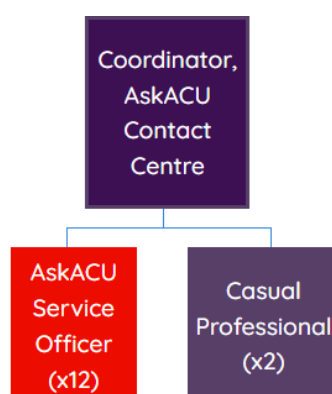 Coordinator,
AskACU
Contact
Centre
AskACU
Service
Officer
(x12)
Casual
Professional
(x2)